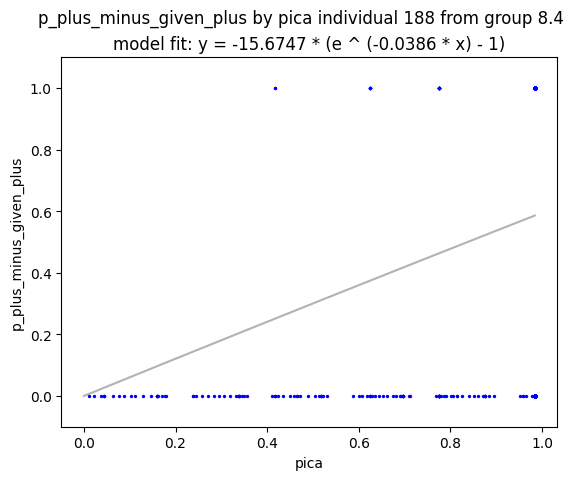 p_plus_minus_given_plus by pica individual 188 from group 8.4
model fit: y = -15.6747 * (e ^ (-0.0386 * x) - 1)
1.0
0.8
0.6
0.4
0.2
0.0
p_plus_minus_given_plus
0.0 0.2 0.4 0.6 0.8 1.0
pica